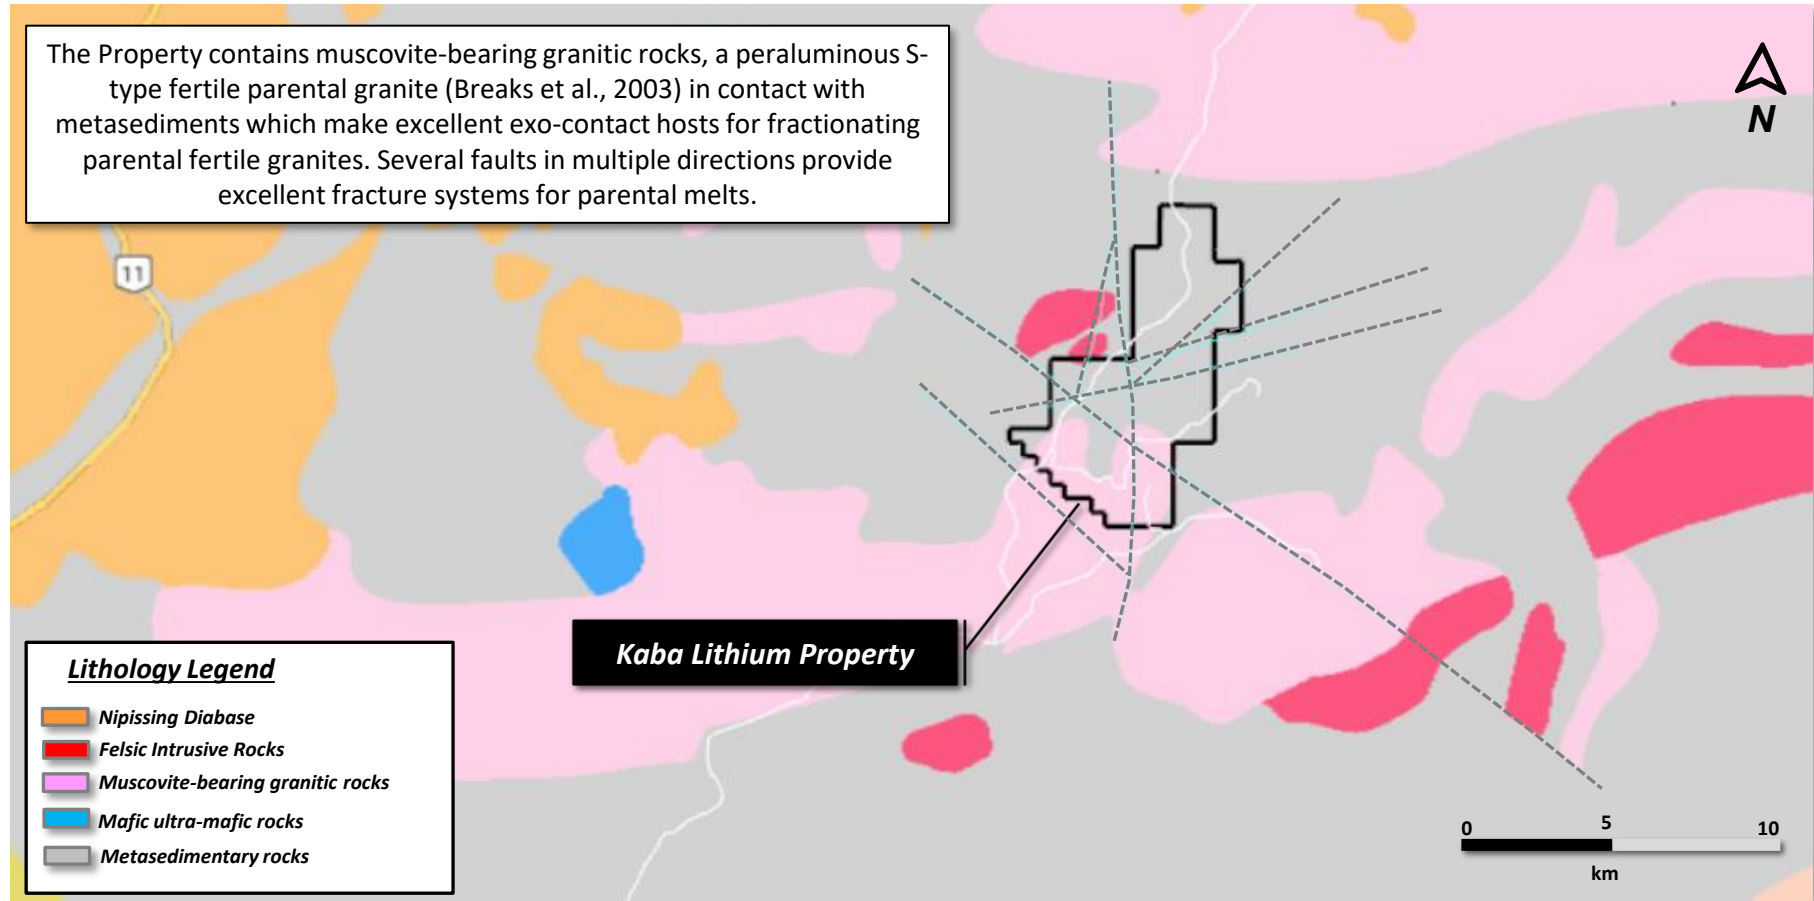 The Property contains muscovite-bearing granitic rocks, a peraluminous S-
type fertile parental granite (Breaks et al., 2003) in contact with
metasediments which make excellent exo-contact hosts for fractionating
parental fertile granites. Several faults in multiple directions provide
excellent fracture systems for parental melts.
N
11
Kaba Lithium Property
Lithology Legend
Nipissing Diabase
Felsic Intrusive Rocks
Muscovite-bearing granitic rocks
Mafic ultra-mafic rocks
Metasedimentary rocks
0 5 10
km